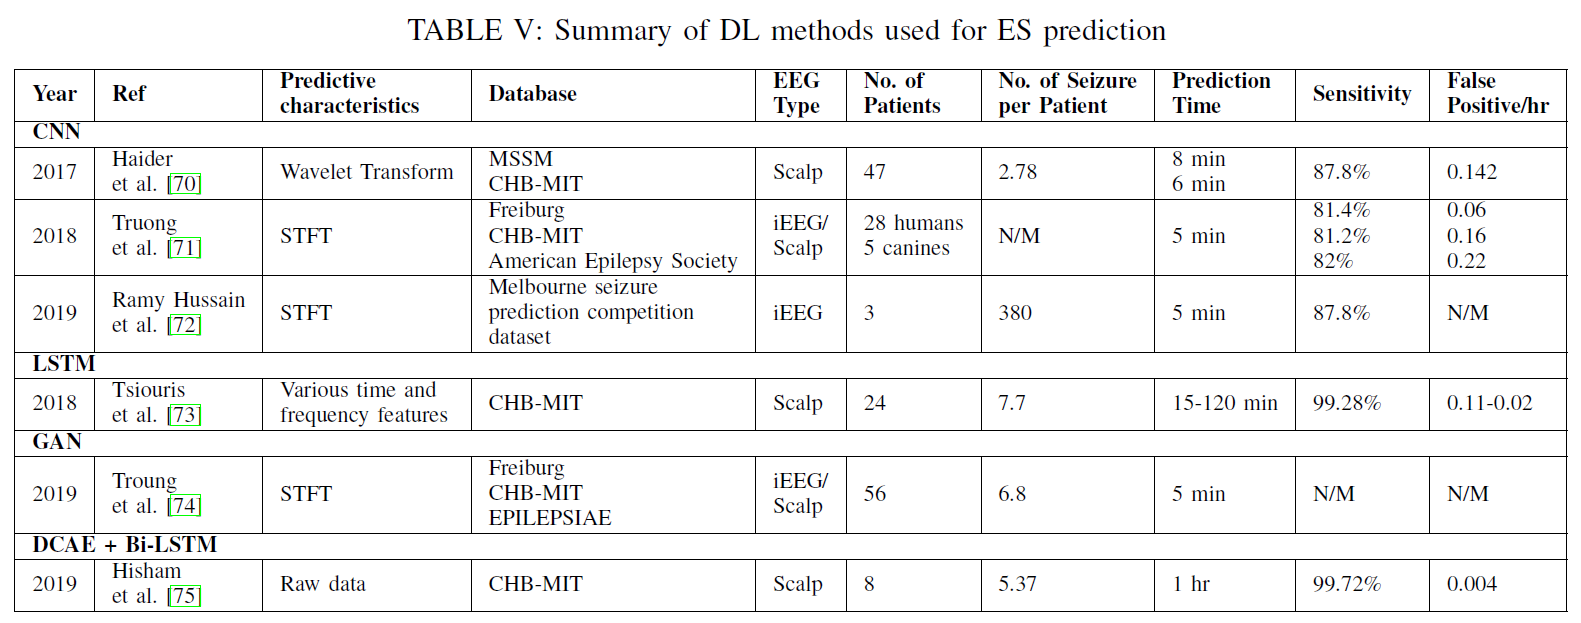 TABLE V: Summary of DL methods used for ES prediction
Year | Ref | Predictive characteristics | Database | EEG Type | No. of Patients | No. of Seizure per Patient | Prediction Time | Sensitivity | False Positive/hr
CNN
2017 | Haider et al. [70] | Wavelet Transform | MSSM CHB-MIT | Scalp | 47 | 2.78 | 8 min 6 min | 87.8% | 0.142
2018 | Truong et al. [71] | STFT | Freiburg CHB-MIT American Epilepsy Society | iEEG/ Scalp | 28 humans 5 canines | N/M | 5 min | 81.4% 81.2% 82% | 0.06 0.16 0.22
2019 | Ramy Hussain et al. [72] | STFT | Melbourne seizure prediction competition dataset | iEEG | 3 | 380 | 5 min | 87.8% | N/M
LSTM
2018 | Tsiouris et al. [73] | Various time and frequency features | CHB-MIT | Scalp | 24 | 7.7 | 15-120 min | 99.28% | 0.11-0.02
GAN
2019 | Troung et al. [74] | STFT | Freiburg CHB-MIT EPILEPSIAE | iEEG/ Scalp | 56 | 6.8 | 5 min | N/M | N/M
DCAE + Bi-LSTM
2019 | Hisham et al. [75] | Raw data | CHB-MIT | Scalp | 8 | 5.37 | 1 hr | 99.72% | 0.004